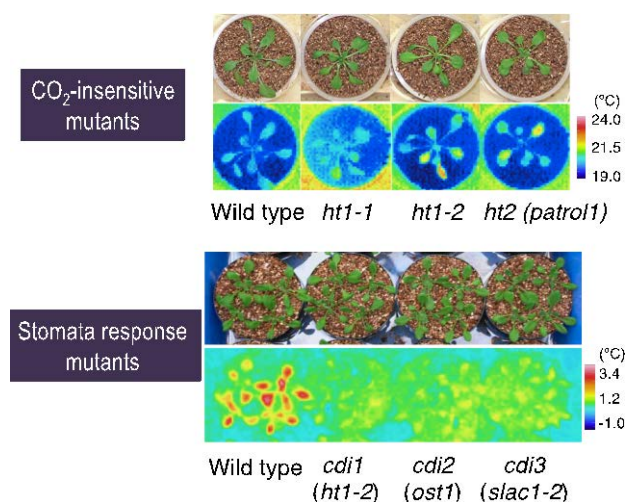 CO₂-insensitive
mutants
(°C)
24.0
21.5
19.0
Wild type ht1-1 ht1-2 ht2 (patrol1)
Stomata response
mutants
(°C)
3.4
1.2
-1.0
Wild type cdi1 cdi2 cdi3
(ht1-2) (ost1) (slac1-2)